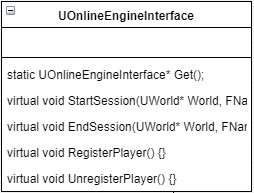 UOnlineEngineInterface
static UOnlineEngineInterface* Get();
virtual void StartSession(UWorld* World, FNar
virtual void EndSession(UWorld* World, FNar
virtual void RegisterPlayer() {}
virtual void UnregisterPlayer() {}